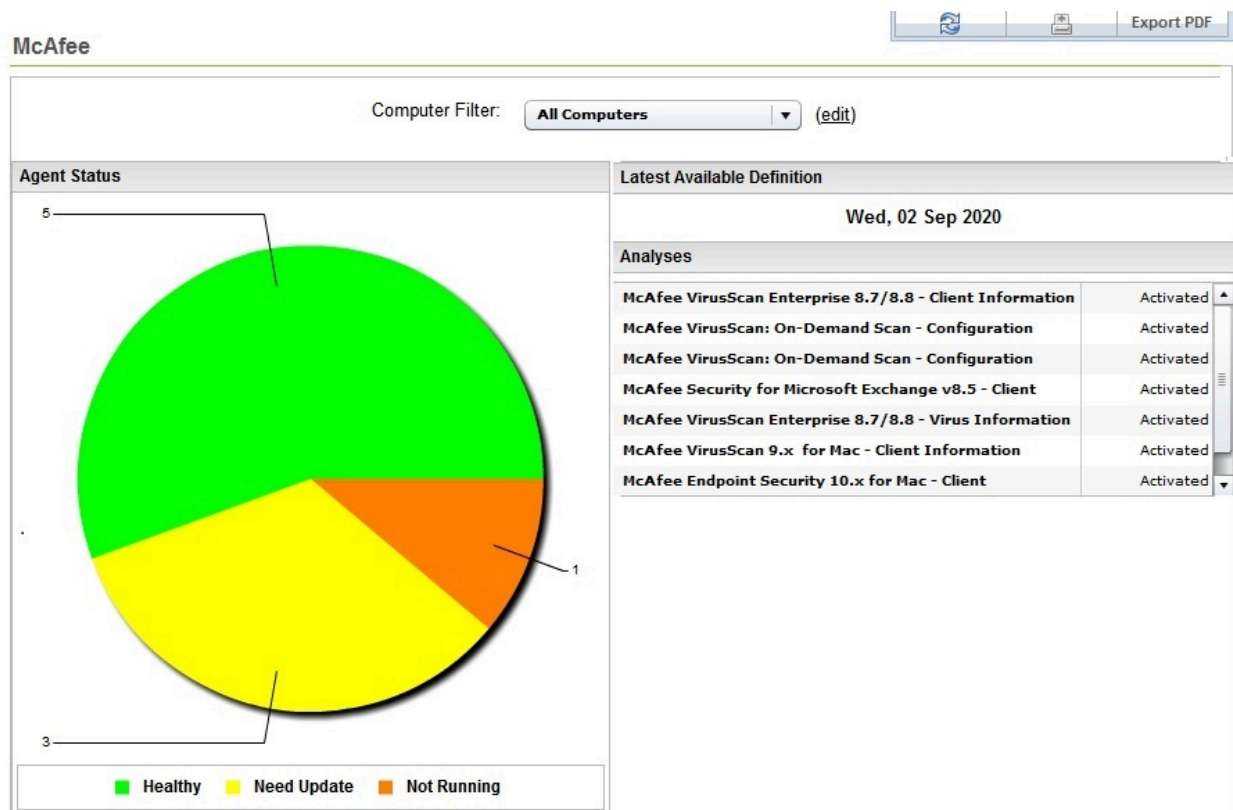 Export PDF
McAfee
Computer Filter: All Computers (edit)
Agent Status
5
1
3
Healthy Need Update Not Running
Latest Available Definition
Wed, 02 Sep 2020
Analyses
McAfee VirusScan Enterprise 8.7/8.8 - Client Information Activated
McAfee VirusScan: On-Demand Scan - Configuration Activated
McAfee VirusScan: On-Demand Scan - Configuration Activated
McAfee Security for Microsoft Exchange v8.5 - Client Activated
McAfee VirusScan Enterprise 8.7/8.8 - Virus Information Activated
McAfee VirusScan 9.x for Mac - Client Information Activated
McAfee Endpoint Security 10.x for Mac - Client Activated